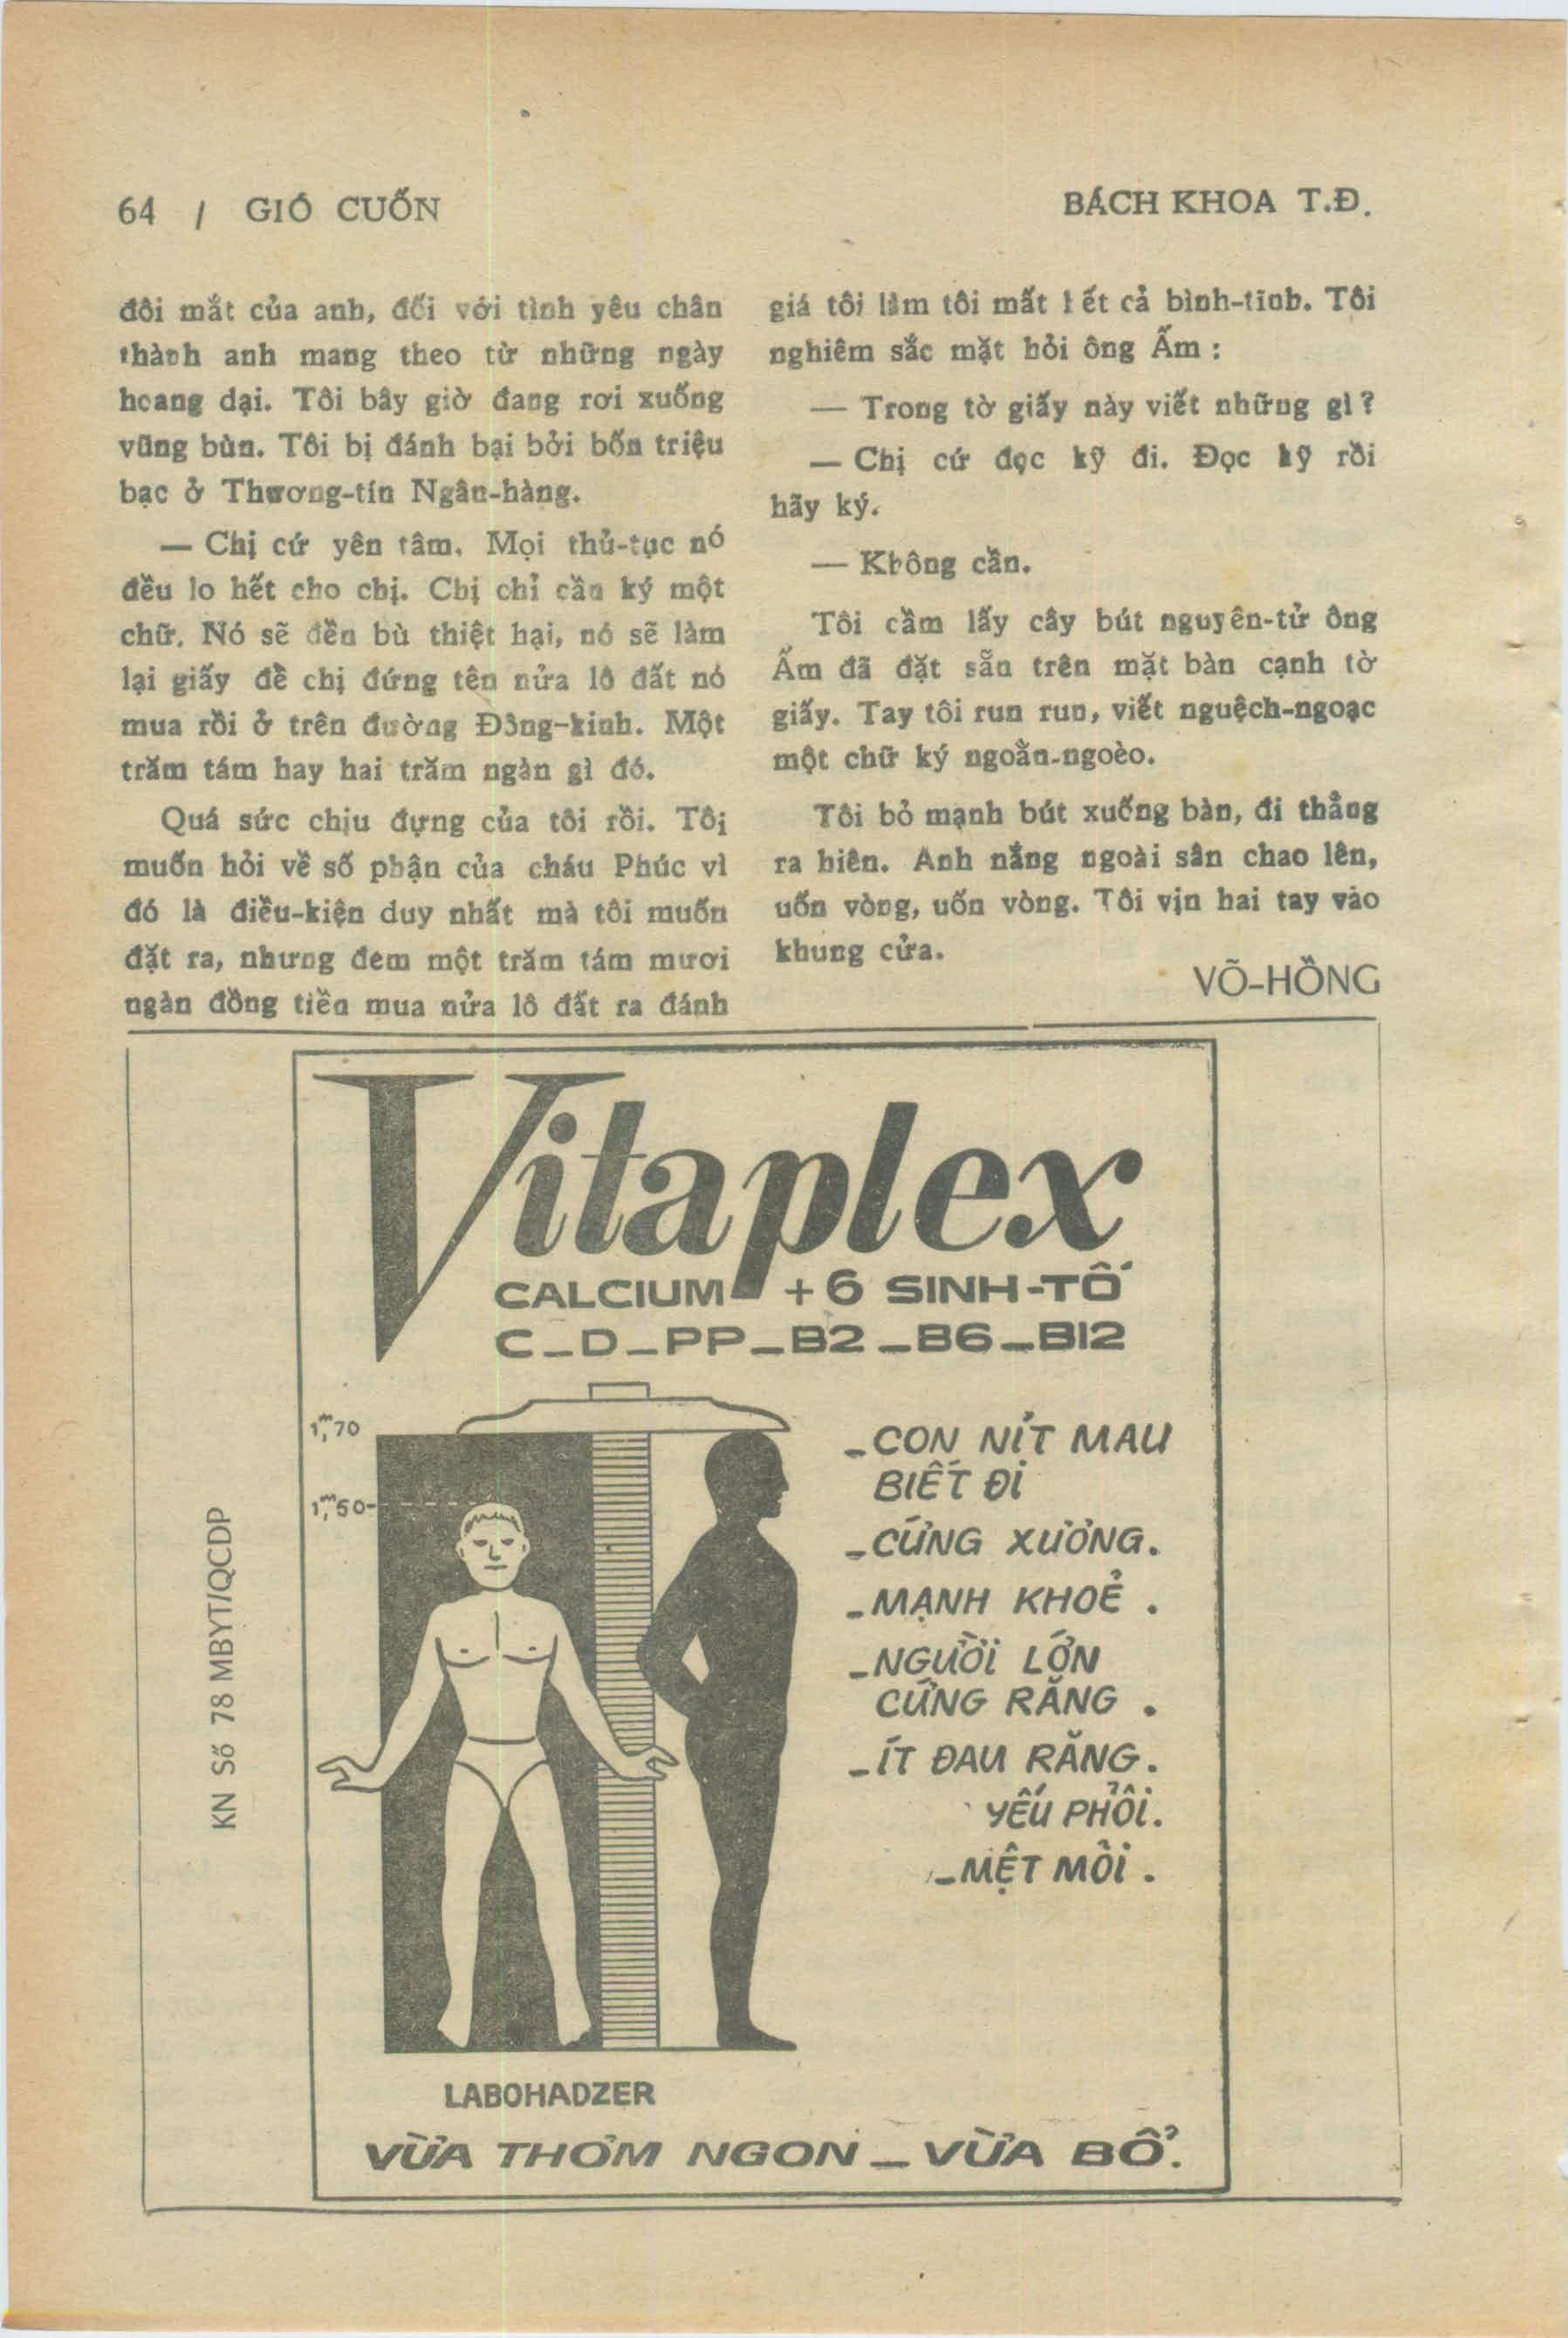 64 / GIÓ CUỐN
BÁCH KHOA T.Đ.
đôi mắt của anh, đối với tình yêu chân
thành anh mang theo từ những ngày
hoang dại. Tôi bây giờ đang rơi xuống
vũng bùn. Tôi bị đánh bại bởi bốn triệu
bạc ở Thương-tín Ngân-hàng.
— Chị cứ yên tâm. Mọi thủ-tục nó
đều lo hết cho chị. Chị chỉ cần ký một
chữ. Nó sẽ đền bù thiệt hại, nó sẽ làm
lại giấy để chị đứng tên nửa lô đất nó
mua rồi ở trên đường Đông-kinh. Một
trăm tám hay hai trăm ngàn gì đó.
Quá sức chịu đựng của tôi rồi. Tôi
muốn hỏi về số phận của cháu Phúc vì
đó là điều-kiện duy nhất mà tôi muốn
đặt ra, nhưng đem một trăm tám mươi
ngàn đồng tiền mua nửa lô đất ra đánh
giá tôi làm tôi mất hết cả bình-tĩnh. Tôi
nghiêm sắc mặt hỏi ông Ấm :
— Trong tờ giấy này viết những gì ?
— Chị cứ đọc kỹ đi. Đọc kỹ rồi
hãy ký.
— Không cần.
Tôi cầm lấy cây bút nguyên-tử ông
Ấm đã đặt sẵn trên mặt bàn cạnh tờ
giấy. Tay tôi run run, viết nguệch-ngoạc
một chữ ký ngoằn-ngoèo.
Tôi bỏ mạnh bút xuống bàn, đi thẳng
ra hiên. Anh nắng ngoài sân chao lên,
uốn vòng, uốn vòng. Tôi vịn hai tay vào
khung cửa.
VÕ-HỒNG
Vitaplex
CALCIUM +6 SINH-TỐ
C_D_PP_B2_B6_B12
1,m70
1,m50-
_CON NÍT MAU
BIẾT ĐI
_CỨNG XƯƠNG.
_MẠNH KHOẺ .
_NGƯỜI LỚN
CỨNG RĂNG .
_ÍT ĐAU RĂNG.
YẾU PHỔI.
_MỆT MỎI .
KN Số 78 MBYT/QCDP
LABOHADZER
VỪA THƠM NGON _ VỪA BỔ.